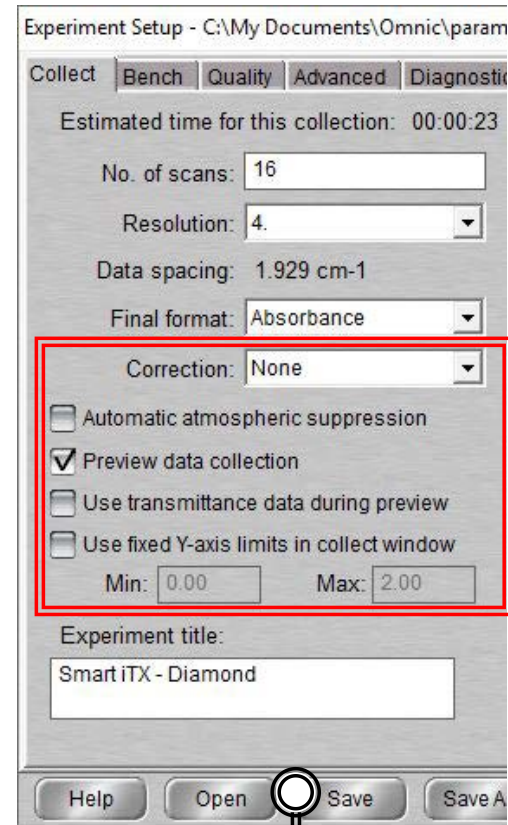 Experiment Setup - C:\My Documents\Omnic\param
Collect Bench Quality Advanced Diagnostic
Estimated time for this collection: 00:00:23
No. of scans: 16
Resolution: 4.
Data spacing: 1.929 cm-1
Final format: Absorbance
Correction: None
Automatic atmospheric suppression
Preview data collection
Use transmittance data during preview
Use fixed Y-axis limits in collect window
Min: 0.00 Max: 2.00
Experiment title:
Smart iTX - Diamond
Help Open Save Save A